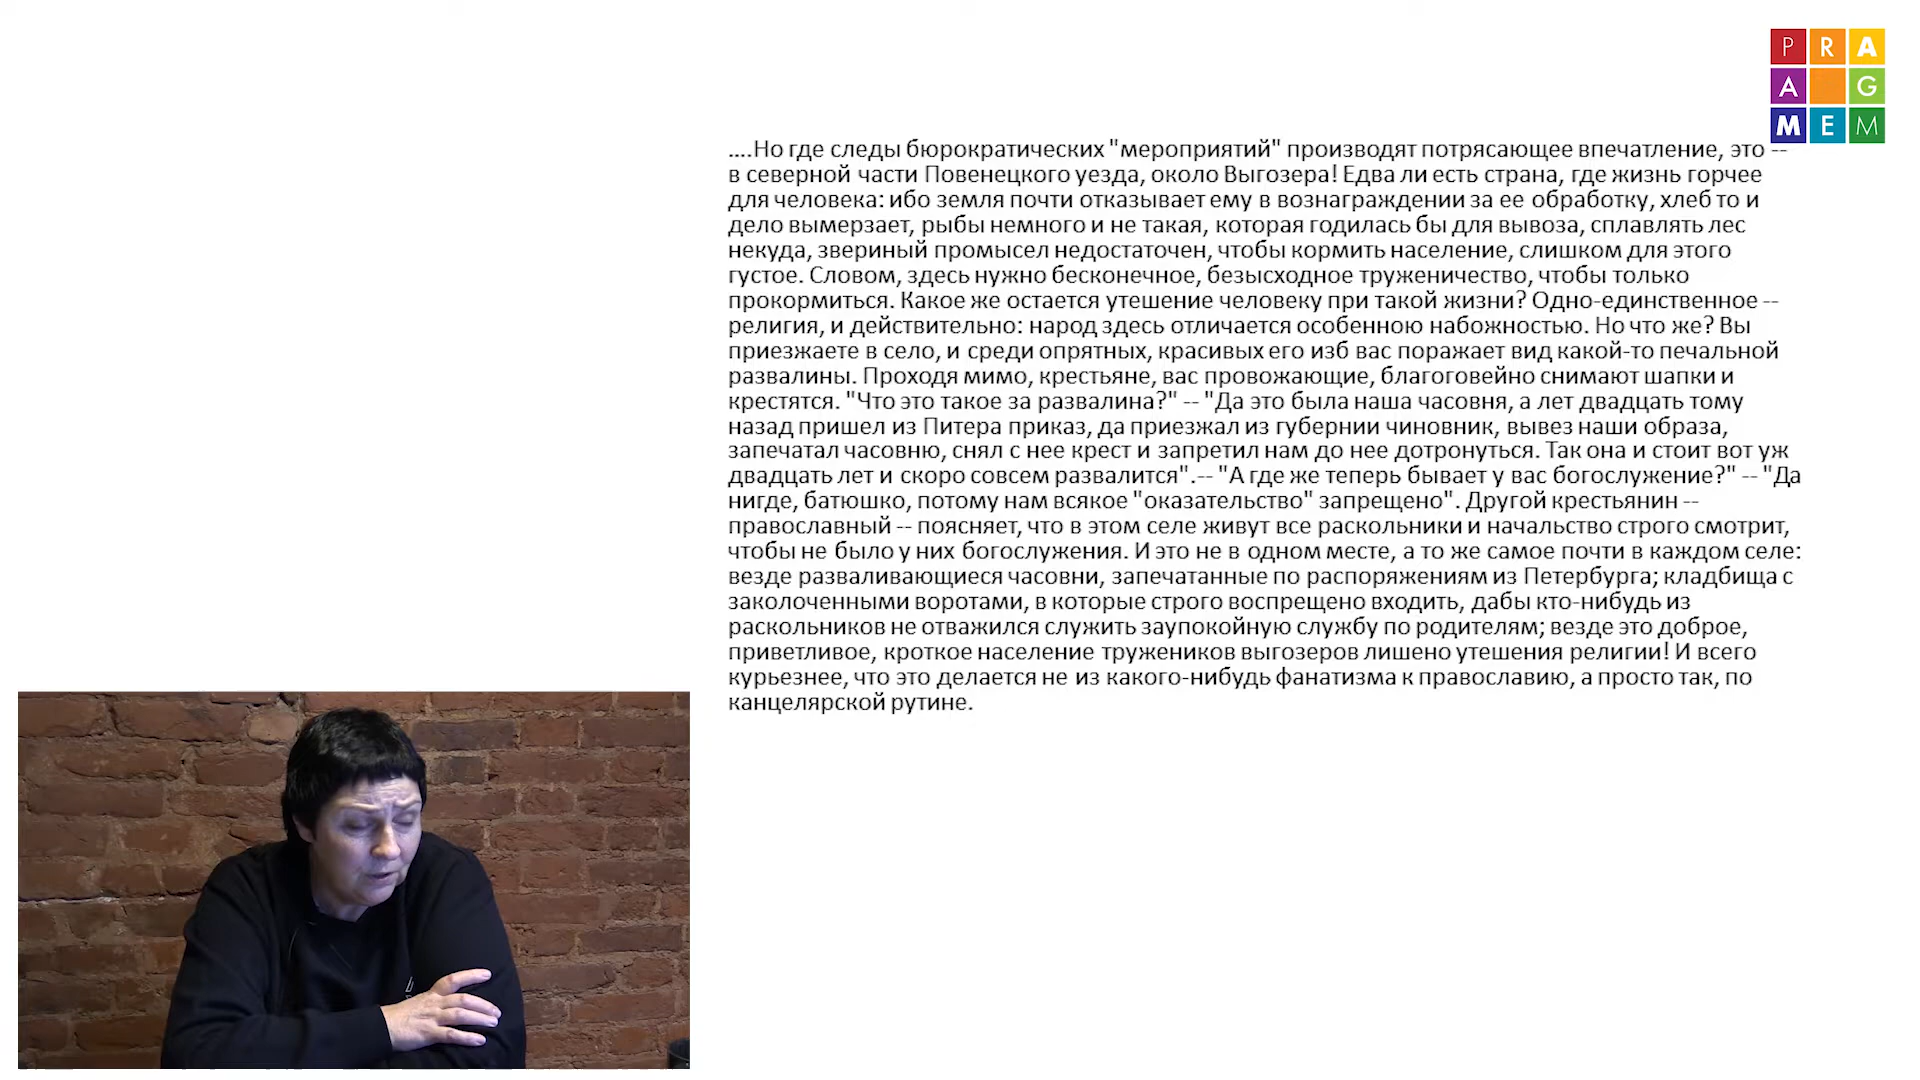 P R A
A G
M E M
....Но где следы бюрократических "мероприятий" производят потрясающее впечатление, это --
в северной части Повенецкого уезда, около Выгозера! Едва ли есть страна, где жизнь горчее
для человека: ибо земля почти отказывает ему в вознаграждении за ее обработку, хлеб то и
дело вымерзает, рыбы немного и не такая, которая годилась бы для вывоза, сплавлять лес
некуда, звериный промысел недостаточен, чтобы кормить население, слишком для этого
густое. Словом, здесь нужно бесконечное, безысходное труженичество, чтобы только
прокормиться. Какое же остается утешение человеку при такой жизни? Одно-единственное --
религия, и действительно: народ здесь отличается особенною набожностью. Но что же? Вы
приезжаете в село, и среди опрятных, красивых его изб вас поражает вид какой-то печальной
развалины. Проходя мимо, крестьяне, вас провожающие, благоговейно снимают шапки и
крестятся. "Что это такое за развалина?" -- "Да это была наша часовня, а лет двадцать тому
назад пришел из Питера приказ, да приезжал из губернии чиновник, вывез наши образа,
запечатал часовню, снял с нее крест и запретил нам до нее дотронуться. Так она и стоит вот уж
двадцать лет и скоро совсем развалится".-- "А где же теперь бывает у вас богослужение?" -- "Да
нигде, батюшко, потому нам всякое "оказательство" запрещено". Другой крестьянин --
православный -- поясняет, что в этом селе живут все раскольники и начальство строго смотрит,
чтобы не было у них богослужения. И это не в одном месте, а то же самое почти в каждом селе:
везде разваливающиеся часовни, запечатанные по распоряжениям из Петербурга; кладбища с
заколоченными воротами, в которые строго воспрещено входить, дабы кто-нибудь из
раскольников не отважился служить заупокойную службу по родителям; везде это доброе,
приветливое, кроткое население тружеников выгозеров лишено утешения религии! И всего
курьезнее, что это делается не из какого-нибудь фанатизма к православию, а просто так, по
канцелярской рутине.